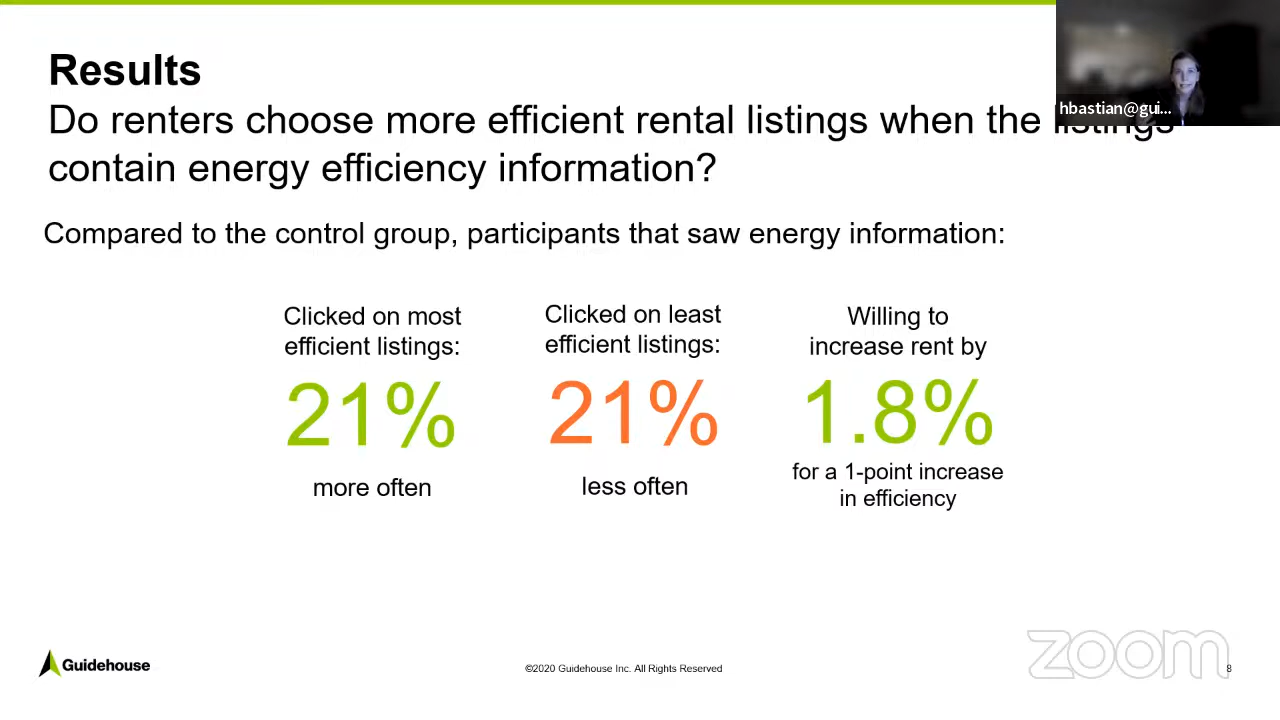 Results
Do renters choose more efficient rental listings when the listings
contain energy efficiency information?
hbastian@gui...
Compared to the control group, participants that saw energy information:
Clicked on most
efficient listings:
21%
more often
Clicked on least
efficient listings:
21%
less often
Willing to
increase rent by
1.8%
for a 1-point increase
in efficiency
Guidehouse
©2020 Guidehouse Inc. All Rights Reserved
zoom
8